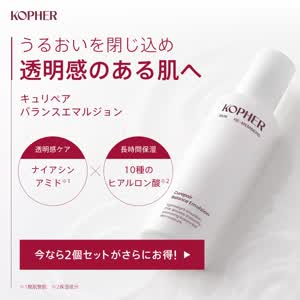 KOPHER
うるおいを閉じ込め
透明感のある肌へ
キュリペア
バランスエマルジョン
透明感ケア
ナイアシン
アミド※1
×
長時間保湿
10種の
ヒアルロン酸※2
KOPHER
Curepair
Balance Emulsion
今なら2個セットがさらにお得！▶
※1整肌成分 ※2保湿成分